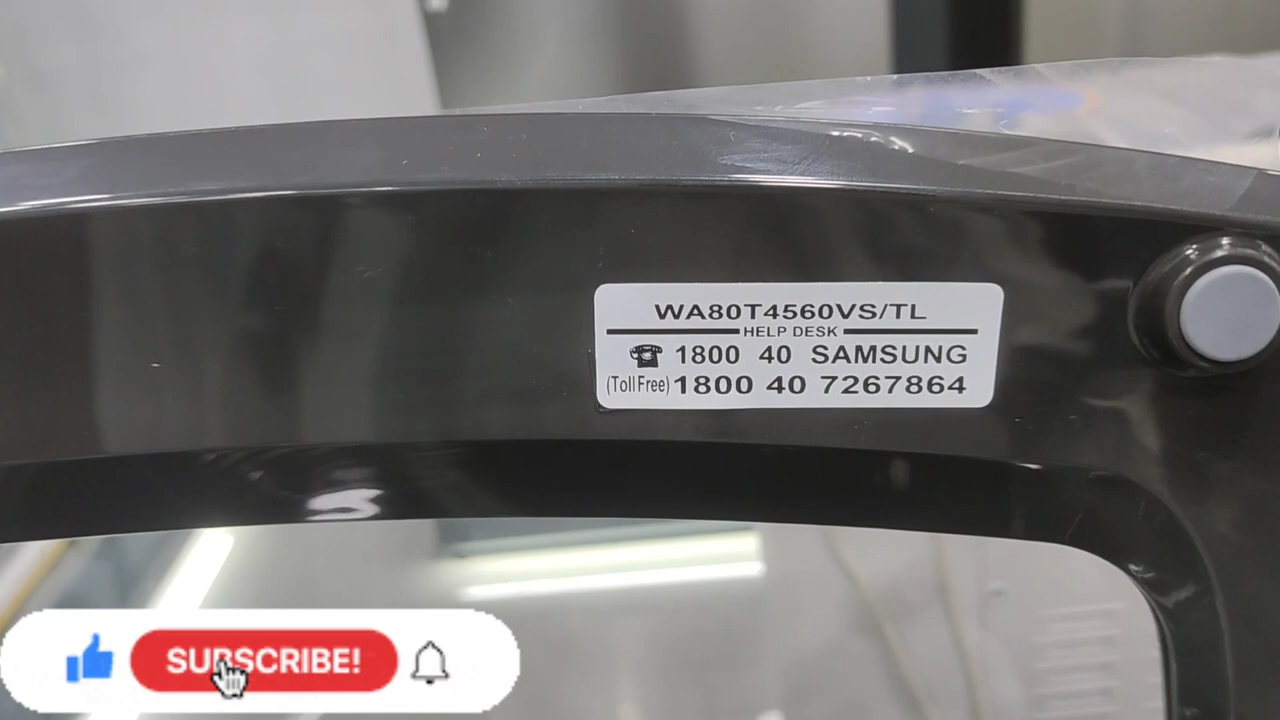 WA80T4560VS/TL
HELP DESK
1800 40 SAMSUNG
(Toll Free) 1800 40 7267864
SUBSCRIBE!